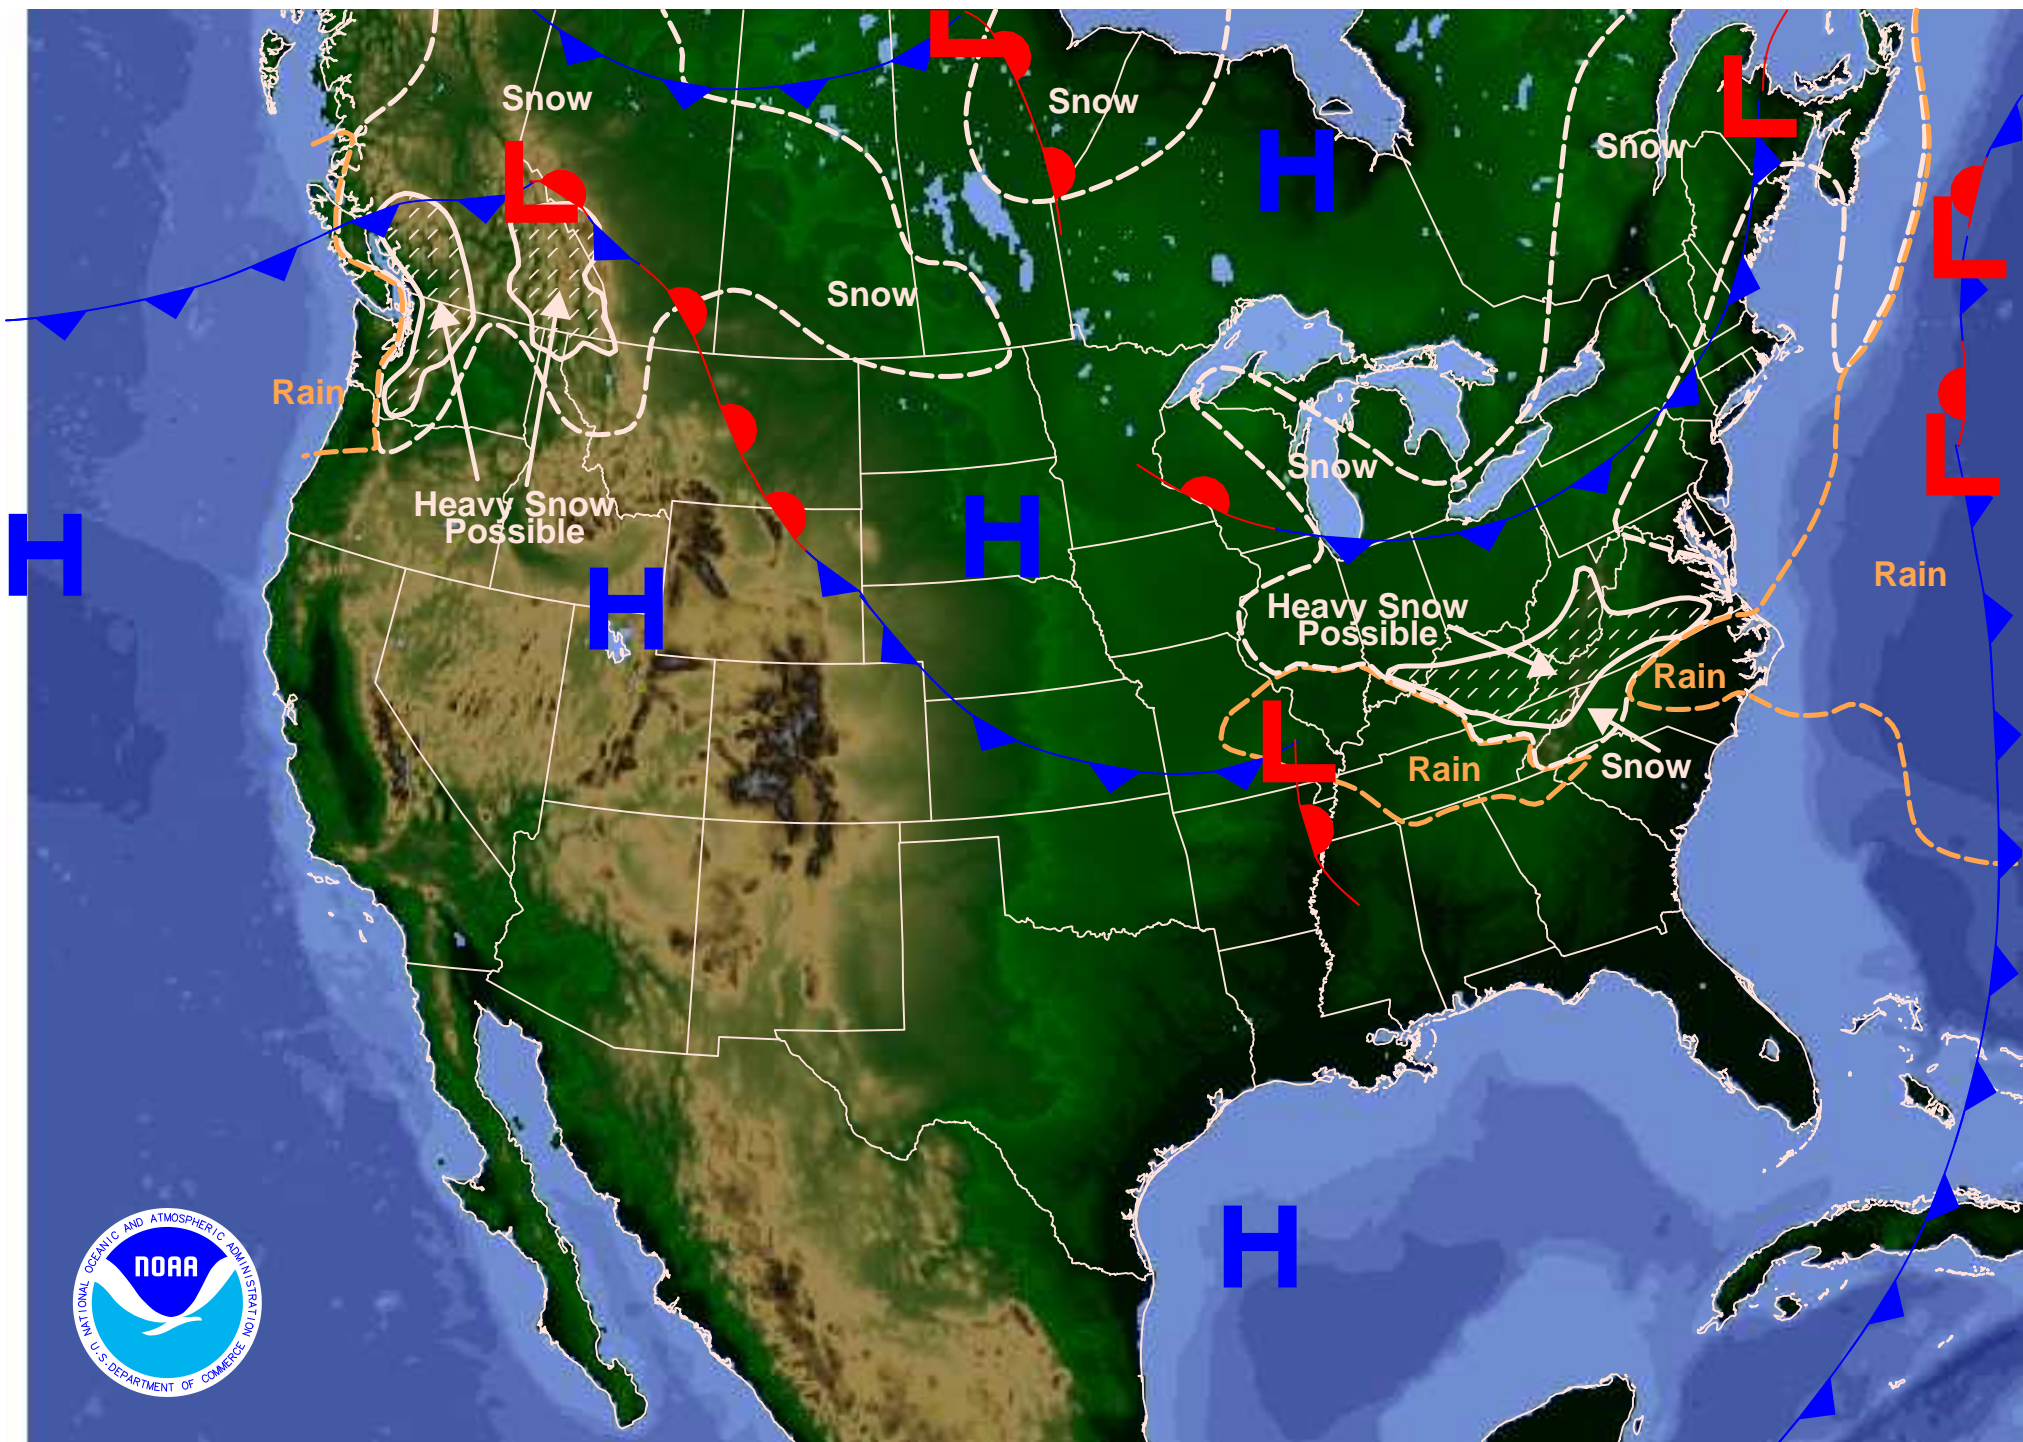 L
Snow
Snow
L
Snow
H
L
L
Snow
Rain
L
Snow
Heavy Snow
Possible
H
H
H
Rain
Heavy Snow
Possible
Rain
L
Rain
Snow
H
NATIONAL OCEANIC AND ATMOSPHERIC ADMINISTRATION
NOAA
U.S. DEPARTMENT OF COMMERCE